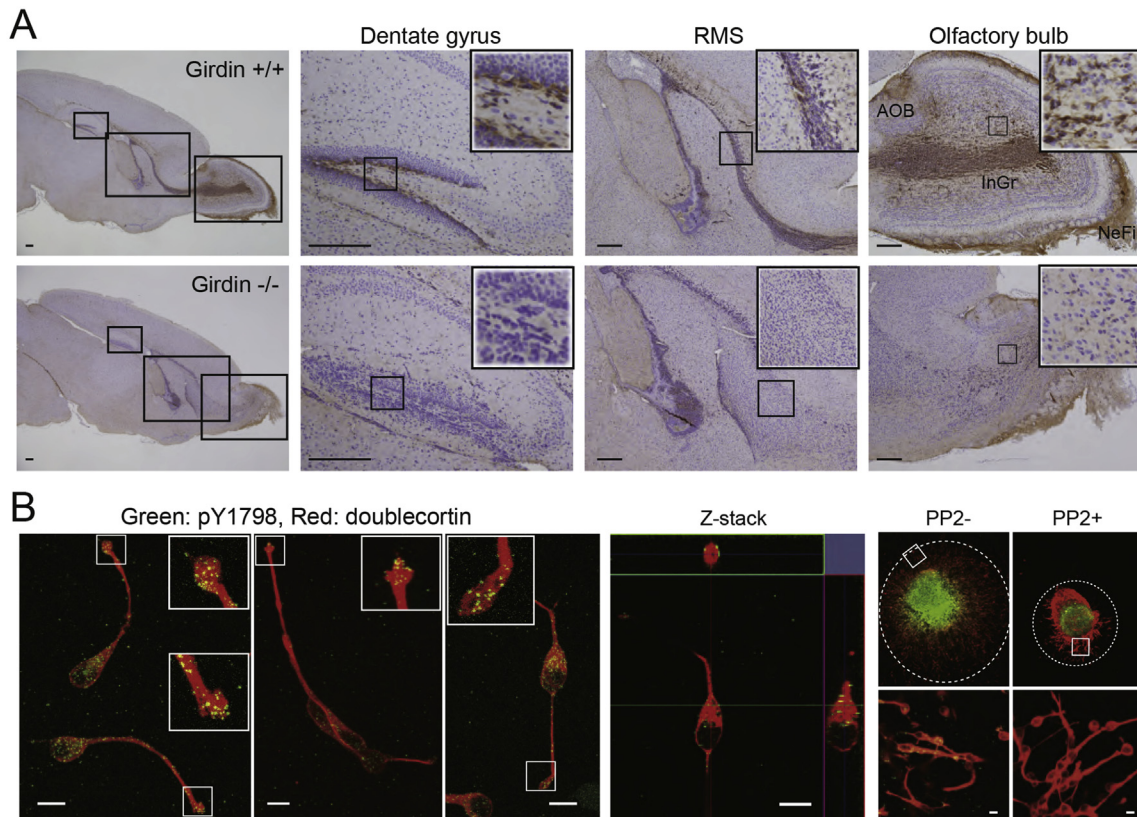 A
Dentate gyrus
RMS
Olfactory bulb
Girdin +/+
AOB
InGr
NeFi
Girdin -/-
B
Green: pY1798, Red: doublecortin
Z-stack
PP2-
PP2+